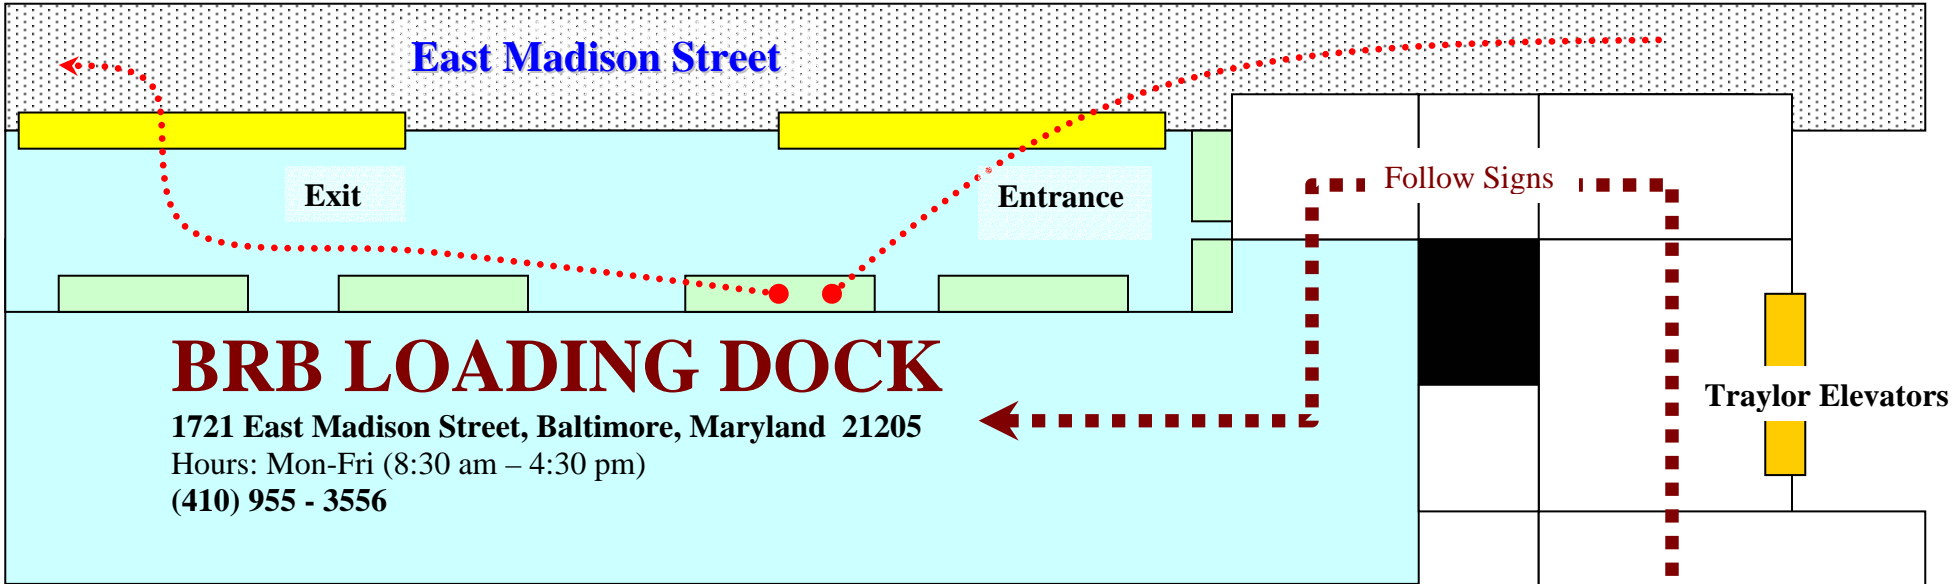 East Madison Street
Follow Signs
Exit
Entrance
BRB LOADING DOCK
Traylor Elevators
1721 East Madison Street, Baltimore, Maryland  21205
Hours: Mon-Fri (8:30 am – 4:30 pm)
(410) 955 - 3556